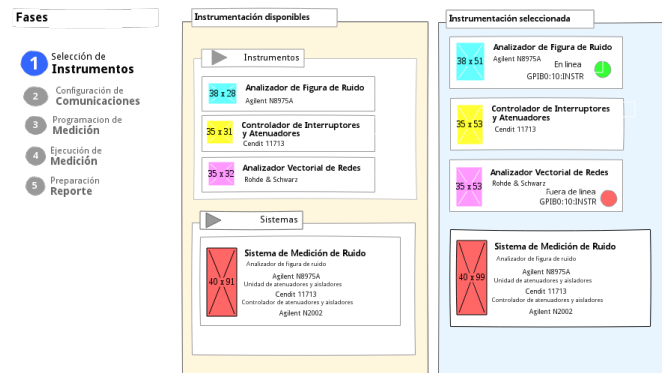 Fases
1
Selección de
Instrumentos
2
Configuración de
Comunicaciones
3
Programacion de
Medición
4
Ejecución de
Medición
5
Preparación
Reporte
Instrumentación disponibles
Instrumentos
38 x 28
Analizador de Figura de Ruido
Agilent N8975A
35 x 31
Controlador de Interruptores
y Atenuadores
Cendit 11713
35 x 32
Analizador Vectorial de Redes
Rohde & Schwarz
Sistemas
40 x 91
Sistema de Medición de Ruido
Analizador de figura de ruido
Agilent N8975A
Unidad de atenuadores y aisladores
Cendit 11713
Controlador de atenuadores y aisladores
Agilent N2002
Instrumentación seleccionada
38 x 51
Analizador de Figura de Ruido
Agilent N8975A
En linea
GPIB0:10:INSTR
35 x 53
Controlador de Interruptores
y Atenuadores
Cendit 11713
35 x 53
Analizador Vectorial de Redes
Rohde & Schwarz
Fuera de linea
GPIB0:10:INSTR
40 x 99
Sistema de Medición de Ruido
Analizador de figura de ruido
Agilent N8975A
Unidad de atenuadores y aisladores
Cendit 11713
Controlador de atenuadores y aisladores
Agilent N2002